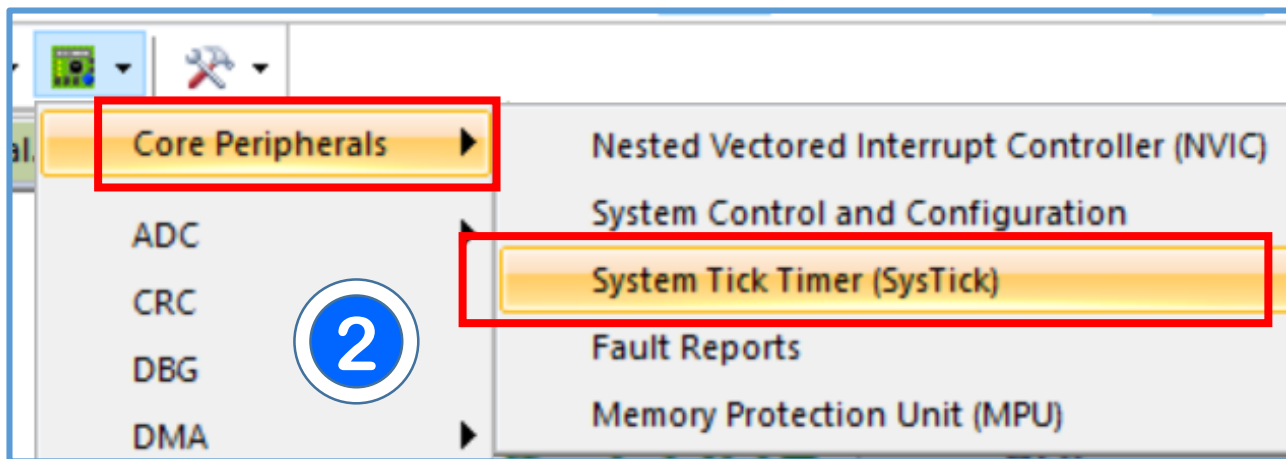 al.
Core Peripherals
ADC
CRC
DBG
DMA
2
Nested Vectored Interrupt Controller (NVIC)
System Control and Configuration
System Tick Timer (SysTick)
Fault Reports
Memory Protection Unit (MPU)